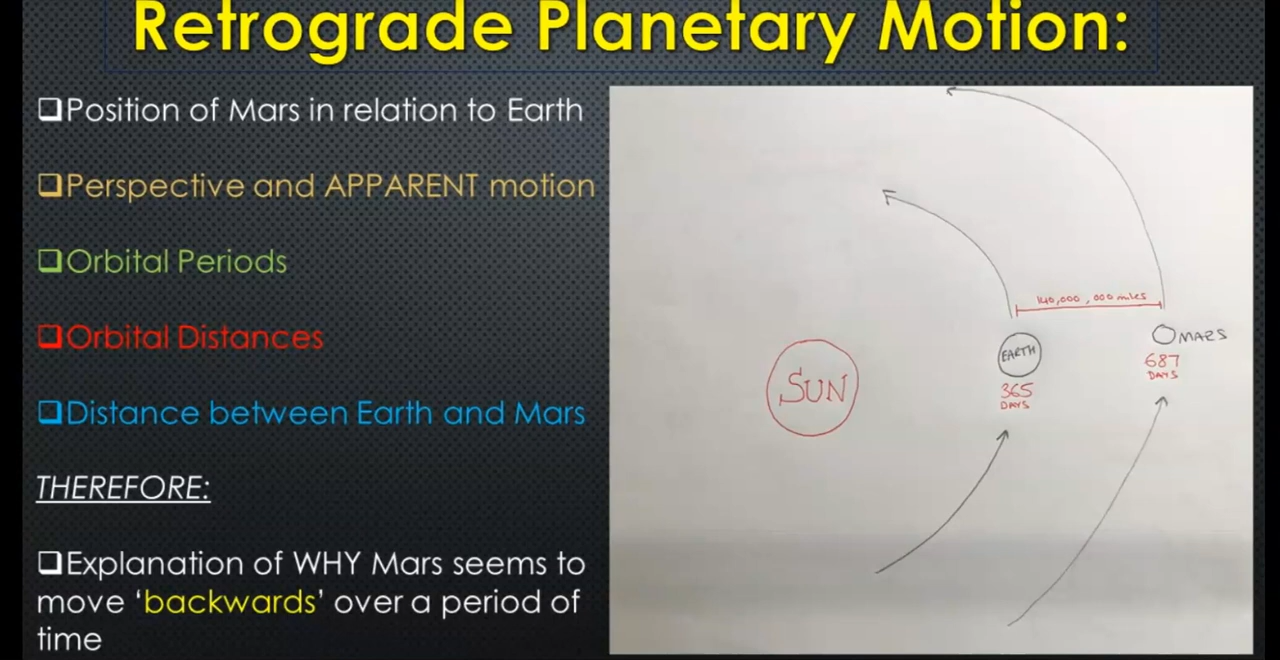 Retrograde Planetary Motion:
Position of Mars in relation to Earth
Perspective and APPARENT motion
Orbital Periods
Orbital Distances
Distance between Earth and Mars
THEREFORE:
Explanation of WHY Mars seems to
move ‘backwards’ over a period of
time
140,000,000 miles
SUN
EARTH
365
DAYS
MARS
687
DAYS